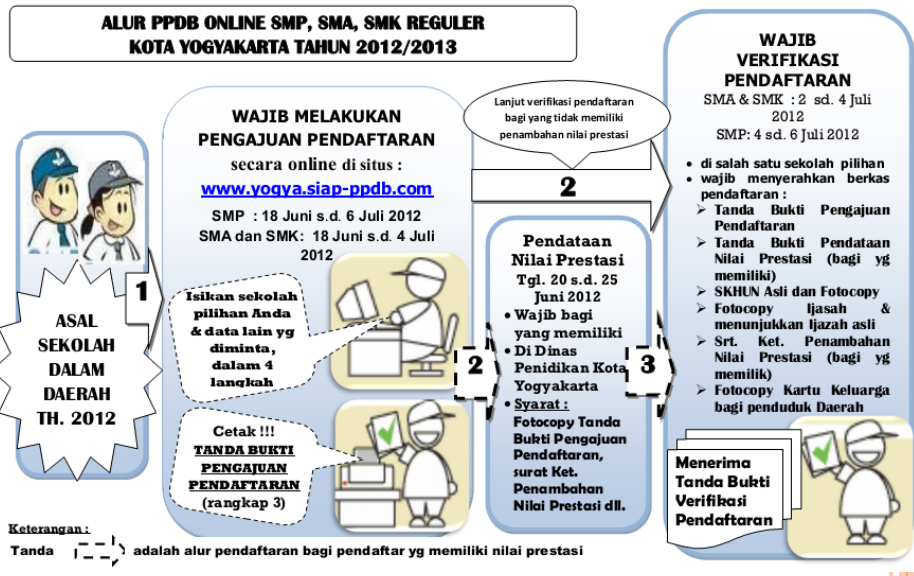 ALUR PPDB ONLINE SMP, SMA, SMK REGULER
KOTA YOGYAKARTA TAHUN 2012/2013
ASAL
SEKOLAH
DALAM
DAERAH
TH. 2012
1
WAJIB MELAKUKAN
PENGAJUAN PENDAFTARAN
secara online di situs :
www.yogya.siap-ppdb.com
SMP : 18 Juni s.d. 6 Juli 2012
SMA dan SMK: 18 Juni s.d. 4 Juli
2012
Isikan sekolah
pilihan Anda
& data lain yg
diminta,
dalam 4
langkah
Cetak !!!
TANDA BUKTI
PENGAJUAN
PENDAFTARAN
(rangkap 3)
Lanjut verifikasi pendaftaran
bagi yang tidak memiliki
penambahan nilai prestasi
2
2
Pendataan
Nilai Prestasi
Tgl. 20 s.d. 25
Juni 2012
• Wajib bagi
yang memiliki
• Di Dinas
Penidikan Kota
Yogyakarta
• Syarat :
Fotocopy Tanda
Bukti Pengajuan
Pendaftaran,
surat Ket.
Penambahan
Nilai Prestasi dll.
3
WAJIB
VERIFIKASI
PENDAFTARAN
SMA & SMK : 2 sd. 4 Juli
2012
SMP: 4 sd. 6 Juli 2012
• di salah satu sekolah pilihan
• wajib menyerahkan berkas
pendaftaran :
➢ Tanda Bukti Pengajuan
Pendaftaran
➢ Tanda Bukti Pendataan
Nilai Prestasi (bagi yg
memiliki)
➢ SKHUN Asli dan Fotocopy
➢ Fotocopy Ijasah &
menunjukkan Ijazah asli
➢ Srt. Ket. Penambahan
Nilai Prestasi (bagi yg
memilik)
➢ Fotocopy Kartu Keluarga
bagi penduduk Daerah
Menerima
Tanda Bukti
Verifikasi
Pendaftaran
Keterangan :
Tanda adalah alur pendaftaran bagi pendaftar yg memiliki nilai prestasi